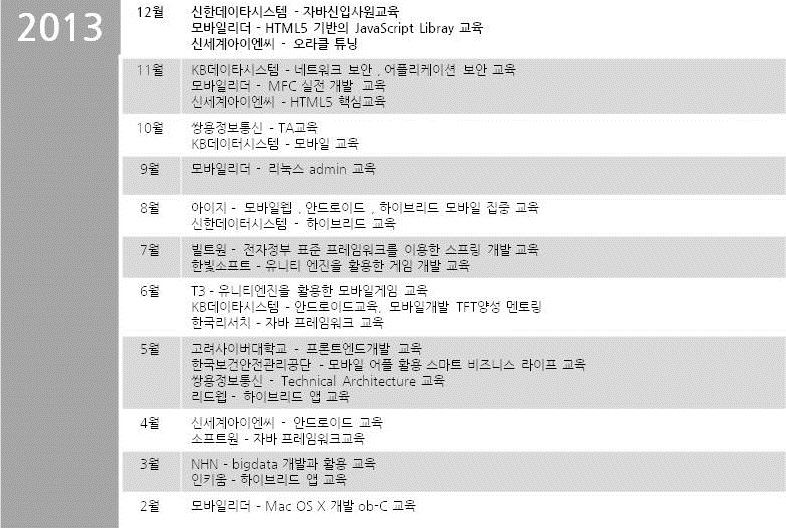 2013
12월 신한데이타시스템 - 자바신입사원교육
모바일리더 - HTML5 기반의 JavaScript Libray 교육
신세계아이엔씨 - 오라클 튜닝
11월 KB데이타시스템 - 네트워크 보안 , 어플리케이션 보안 교육
모바일리더 - MFC 실전 개발 교육
신세계아이엔씨 - HTML5 핵심교육
10월 쌍용정보통신 - TA교육
KB데이터시스템 - 모바일 교육
9월 모바일리더 - 리눅스 admin 교육
8월 아이지 - 모바일웹 , 안드로이드 , 하이브리드 모바일 집중 교육
신한데이터시스템 - 하이브리드 교육
7월 빌트원 - 전자정부 표준 프레임워크를 이용한 스프링 개발 교육
한빛소프트 - 유니티 엔진을 활용한 게임 개발 교육
6월 T3 - 유니티엔진을 활용한 모바일게임 교육
KB데이타시스템 - 안드로이드교육, 모바일개발 TFT양성 멘토링
한국리서치 - 자바 프레임워크 교육
5월 고려사이버대학교 - 프론트엔드개발 교육
한국보건안전관리공단 - 모바일 어플 활용 스마트 비즈니스 라이프 교육
쌍용정보통신 - Technical Architecture 교육
리드웹 - 하이브리드 앱 교육
4월 신세계아이엔씨 - 안드로이드 교육
소프트원 - 자바 프레임워크교육
3월 NHN - bigdata 개발과 활용 교육
인키움 - 하이브리드 앱 교육
2월 모바일리더 - Mac OS X 개발 ob-C 교육